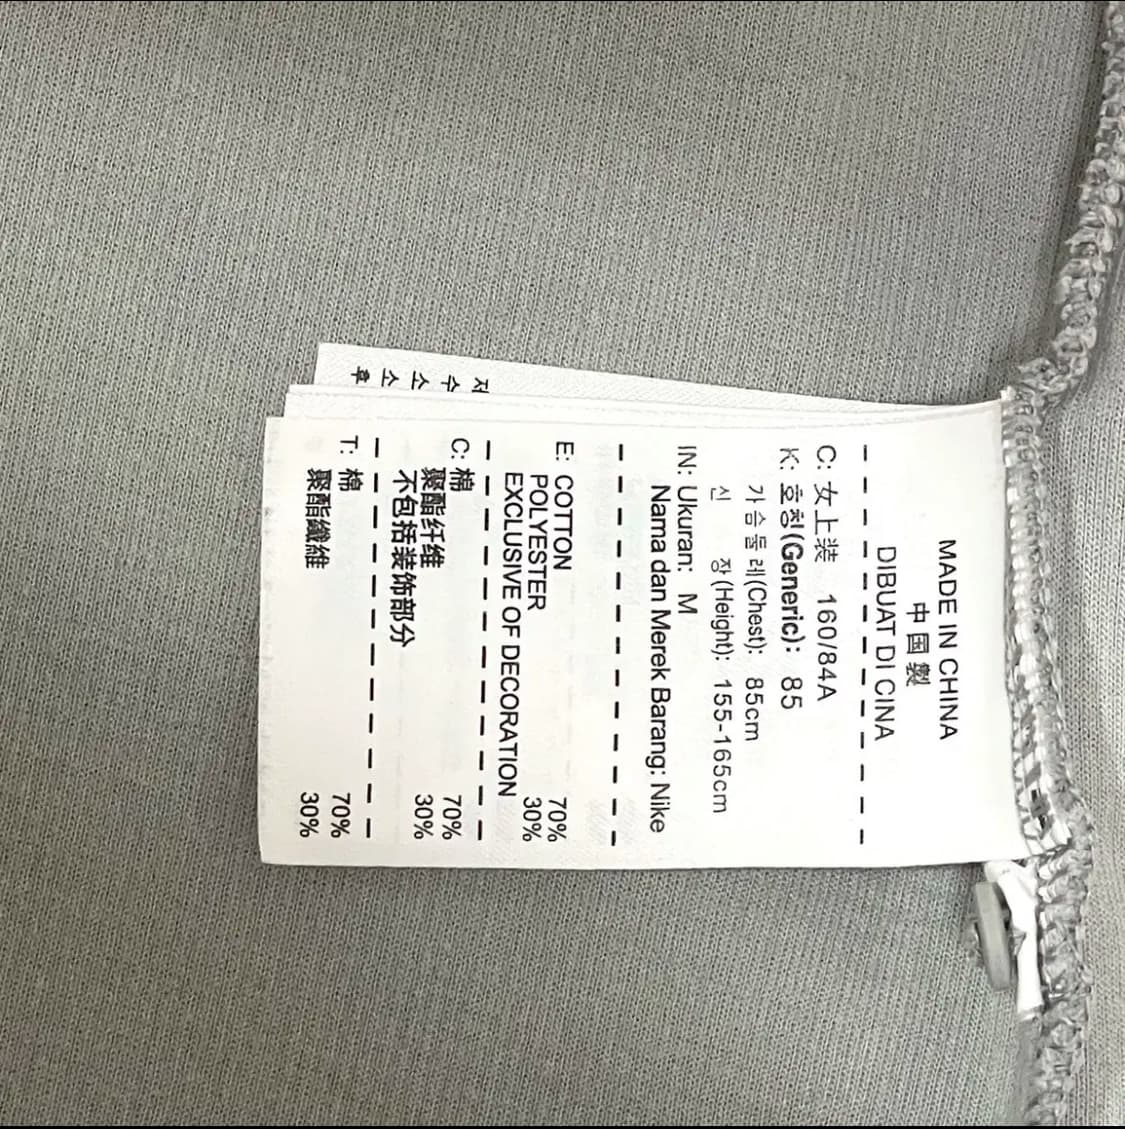 MADE IN CHINA
中国製
DIBUAT DI CINA
C: 女上装 160/84A
K: 호칭(Generic): 85
가슴둘레(Chest): 85cm
신 장(Height): 155-165cm
IN: Ukuran: M
Nama dan Merek Barang: Nike
E: COTTON 70%
POLYESTER 30%
EXCLUSIVE OF DECORATION
C: 棉 70%
聚酯纤维 30%
不包括装饰部分
T: 棉 70%
聚酯纖維 30%